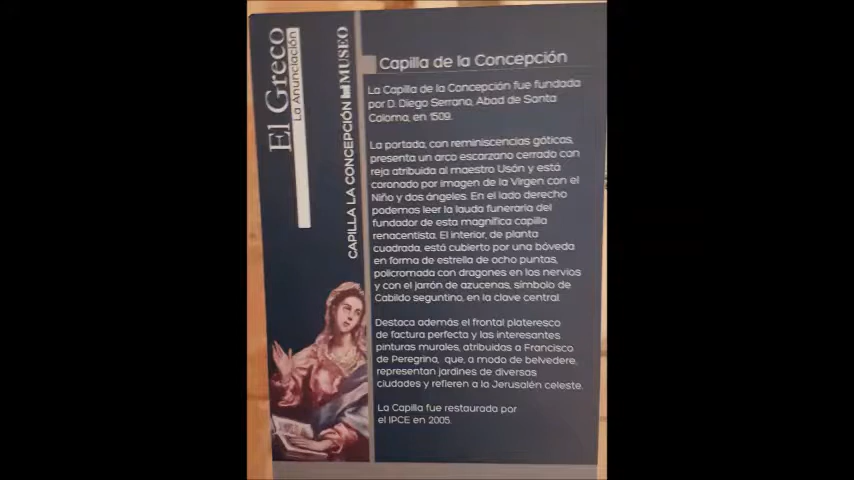 El Greco
La Anunciación
CAPILLA LA CONCEPCIÓN MUSEO
Capilla de la Concepción
La Capilla de la Concepción fue fundada
por D. Diego Serrano, Abad de Santa
Coloma, en 1509.
La portada, con reminiscencias góticas,
presenta un arco escarzano cerrado con
reja atribuida al maestro Usón y está
coronado por imagen de la Virgen con el
Niño y dos ángeles. En el lado derecho
podemos leer la lauda funeraria del
fundador de esta magnífica capilla
renacentista. El interior, de planta
cuadrada, está cubierto por una bóveda
en forma de estrella de ocho puntas,
policromada con dragones en los nervios
y con el jarrón de azucenas, símbolo de
Cabildo seguntino, en la clave central.
Destaca además el frontal plateresco
de factura perfecta y las interesantes
pinturas murales, atribuidas a Francisco
de Peregrina, que, a modo de belvedere,
representan jardines de diversas
ciudades y refieren a la Jerusalén celeste.
La Capilla fue restaurada por
el IPCE en 2005.